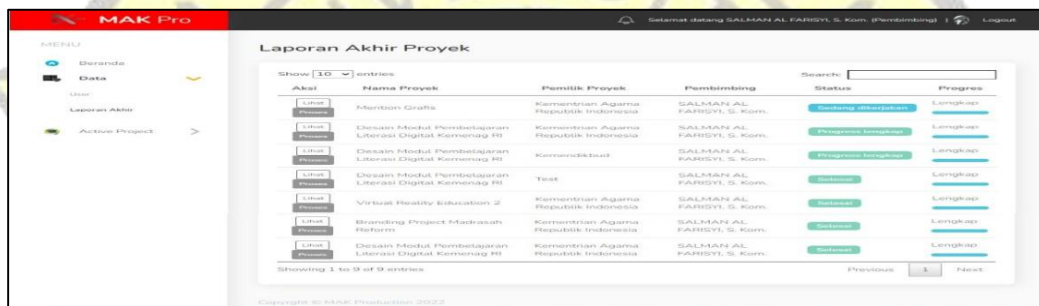 MAK Pro
Selamat datang SALMAN AL FARISYI, S. Kom. (Pembimbing) | Logout
MENU
Beranda
Data
User
Laporan Akhir
Active Project
Laporan Akhir Proyek
Show 10 entries
Search:
Aksi Nama Proyek Pemilik Proyek Pembimbing Status Progres
Lihat Proses Mention Grafis Kementrian Agama Republik Indonesia SALMAN AL FARISYI, S. Kom. Sedang dikerjakan Lengkap
Lihat Proses Desain Modul Pembelajaran Literasi Digital Kemenag RI Kementrian Agama Republik Indonesia SALMAN AL FARISYI, S. Kom. Progress lengkap Lengkap
Lihat Proses Desain Modul Pembelajaran Literasi Digital Kemenag RI Kemendikbud SALMAN AL FARISYI, S. Kom. Progress lengkap Lengkap
Lihat Proses Desain Modul Pembelajaran Literasi Digital Kemenag RI Test SALMAN AL FARISYI, S. Kom. Selesai Lengkap
Lihat Proses Virtual Reality Education 2 Kementrian Agama Republik Indonesia SALMAN AL FARISYI, S. Kom. Selesai Lengkap
Lihat Proses Branding Project Madrasah Reform Kementrian Agama Republik Indonesia SALMAN AL FARISYI, S. Kom. Selesai Lengkap
Lihat Proses Desain Modul Pembelajaran Literasi Digital Kemenag RI Kementrian Agama Republik Indonesia SALMAN AL FARISYI, S. Kom. Selesai Lengkap
Showing 1 to 9 of 9 entries
Previous 1 Next
Copyright © MAK Production 2022